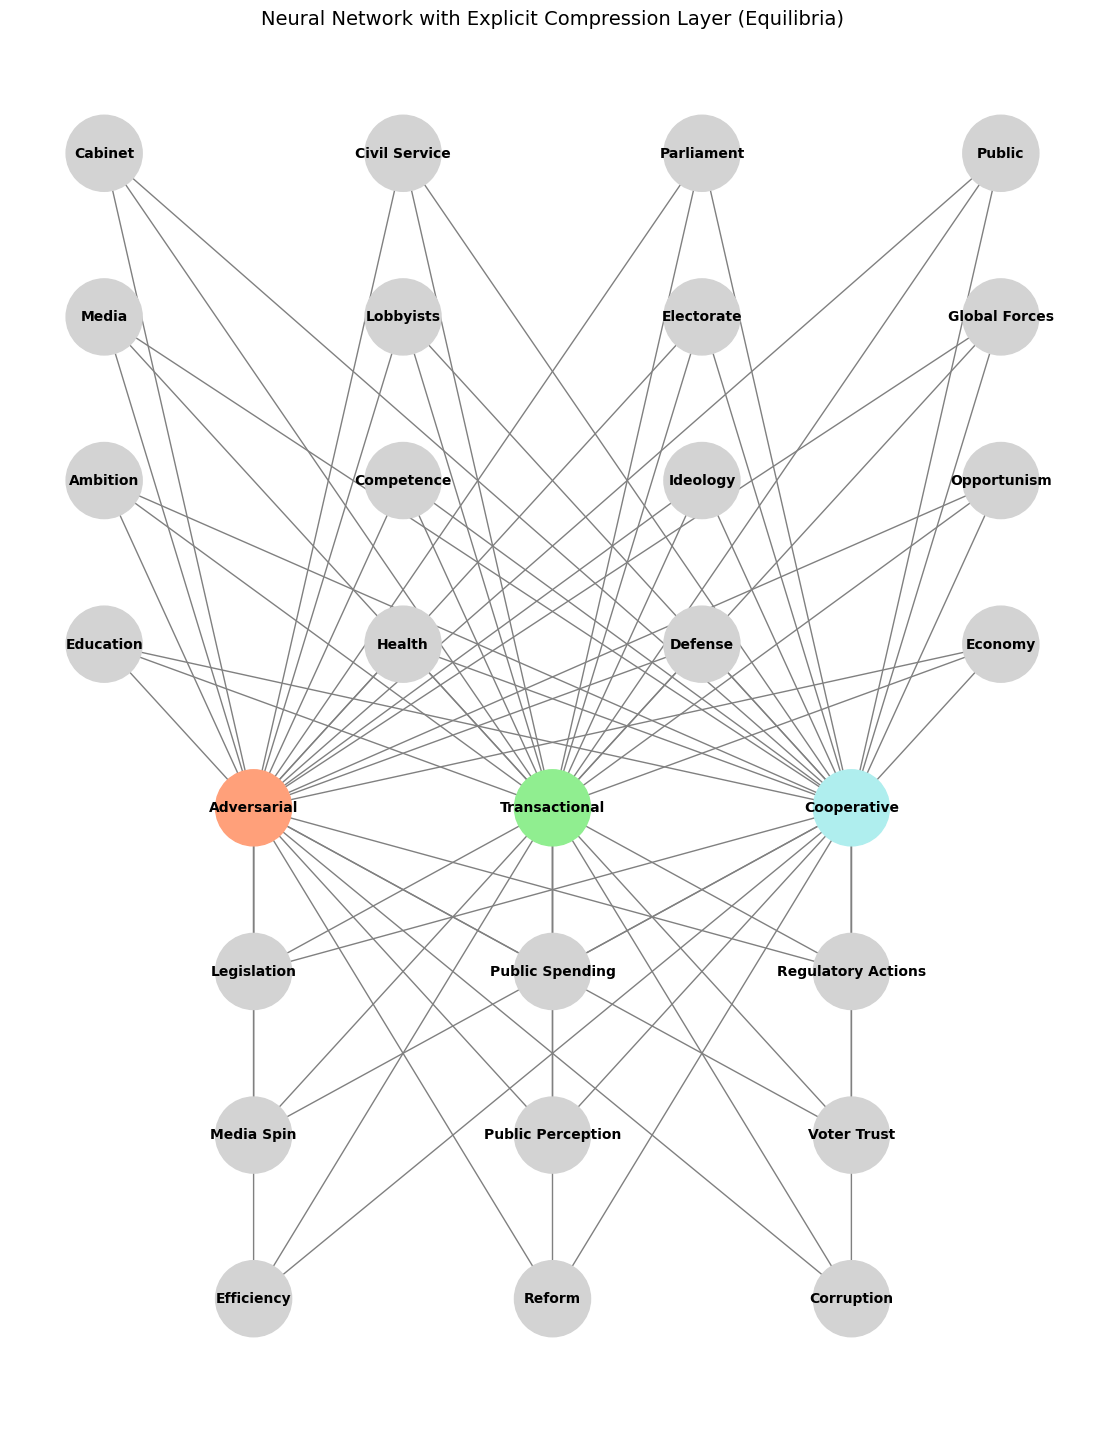 Neural Network with Explicit Compression Layer (Equilibria)
Cabinet
Civil Service
Parliament
Public
Media
Lobbyists
Electorate
Global Forces
Ambition
Competence
Ideology
Opportunism
Education
Health
Defense
Economy
Adversarial
Transactional
Cooperative
Legislation
Public Spending
Regulatory Actions
Media Spin
Public Perception
Voter Trust
Efficiency
Reform
Corruption